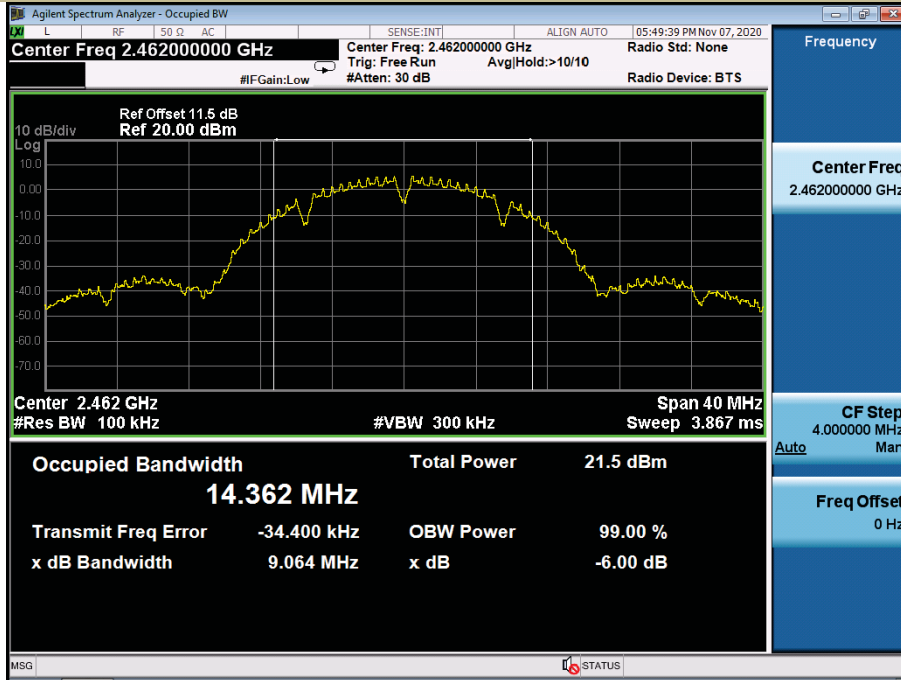 Agilent Spectrum Analyzer - Occupied BW
LXI L RF 50 Ω AC SENSE:INT ALIGN AUTO 05:49:39 PM Nov 07, 2020
Center Freq 2.462000000 GHz
#IFGain:Low
Center Freq: 2.462000000 GHz
Trig: Free Run Avg|Hold:>10/10
#Atten: 30 dB
Radio Std: None
Radio Device: BTS
Ref Offset 11.5 dB
10 dB/div Ref 20.00 dBm
Log
10.0
0.00
-10.0
-20.0
-30.0
-40.0
-50.0
-60.0
-70.0
Center 2.462 GHz Span 40 MHz
#Res BW 100 kHz #VBW 300 kHz Sweep 3.867 ms
Occupied Bandwidth Total Power 21.5 dBm
14.362 MHz
Transmit Freq Error -34.400 kHz OBW Power 99.00 %
x dB Bandwidth 9.064 MHz x dB -6.00 dB
Frequency
Center Freq
2.462000000 GHz
CF Step
4.000000 MHz
Auto Man
Freq Offset
0 Hz
MSG STATUS